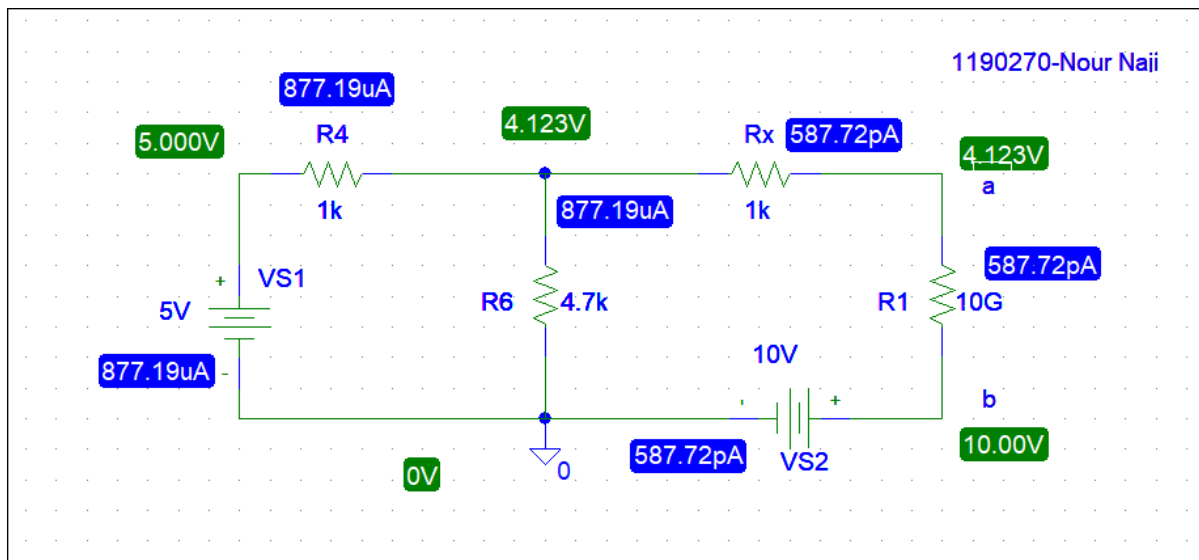 1190270-Nour Naji
877.19uA
R4
1k
5.000V
4.123V
Rx
587.72pA
1k
4.123V
a
877.19uA
587.72pA
+
VS1
5V
R6
4.7k
R1
10G
877.19uA
-
10V
-
+
b
VS2
587.72pA
10.00V
0V
0